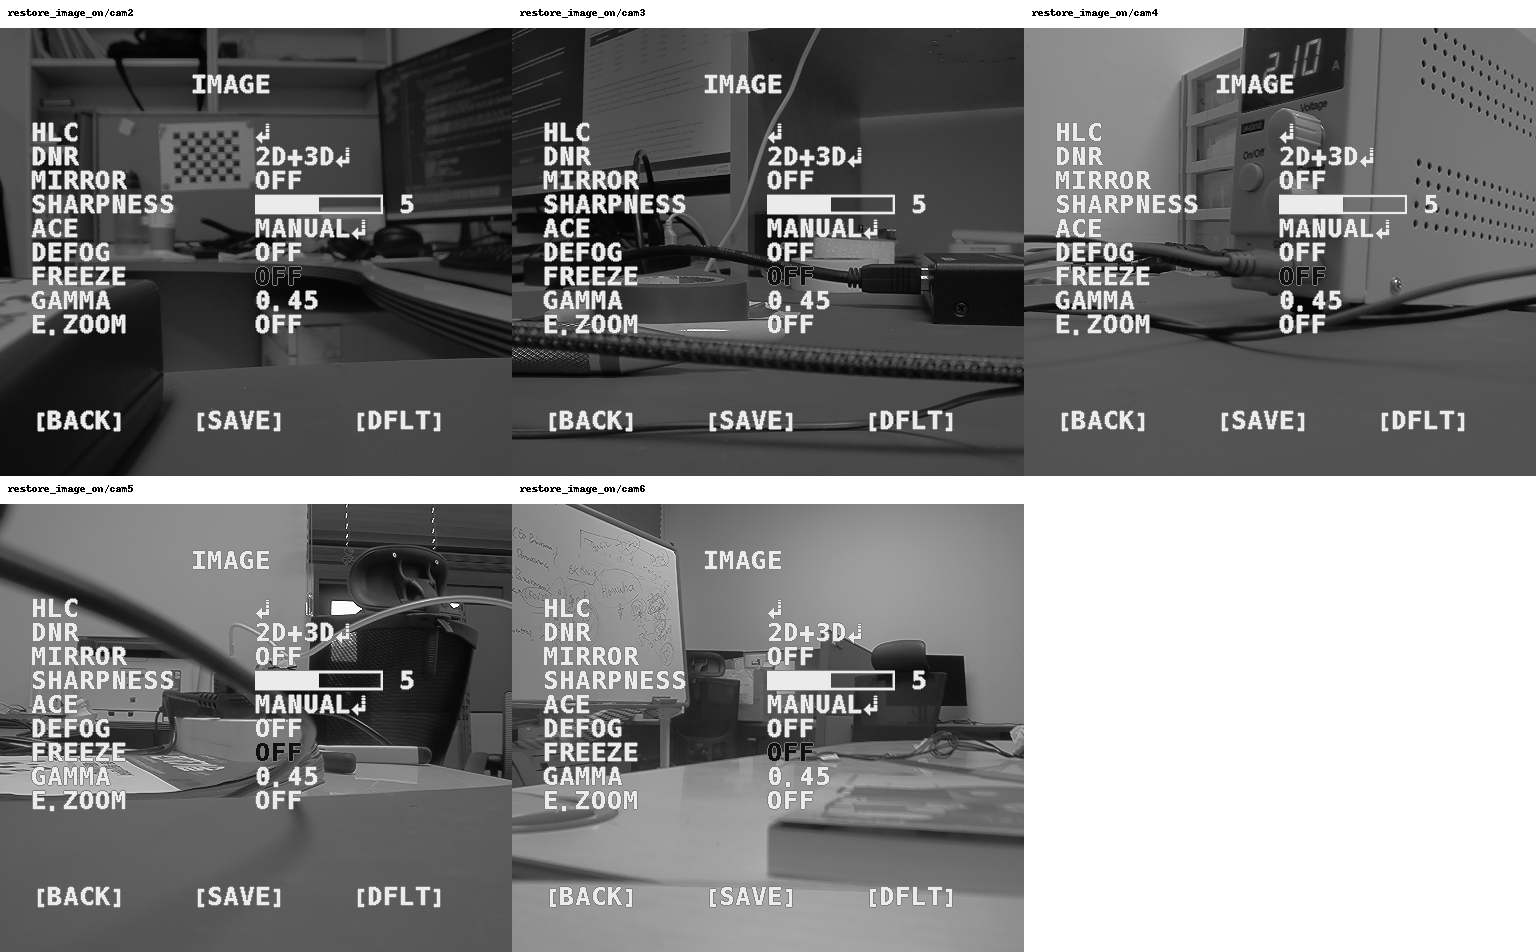 restore_image_on/cam2
IMAGE
HLC ↲
DNR 2D+3D↲
MIRROR OFF
SHARPNESS 5
ACE MANUAL↲
DEFOG OFF
FREEZE OFF
GAMMA 0.45
E.ZOOM OFF
[BACK] [SAVE] [DFLT]
restore_image_on/cam3
IMAGE
HLC ↲
DNR 2D+3D↲
MIRROR OFF
SHARPNESS 5
ACE MANUAL↲
DEFOG OFF
FREEZE OFF
GAMMA 0.45
E.ZOOM OFF
[BACK] [SAVE] [DFLT]
restore_image_on/cam4
210 A
Voltage
On/Off
IMAGE
HLC ↲
DNR 2D+3D↲
MIRROR OFF
SHARPNESS 5
ACE MANUAL↲
DEFOG OFF
FREEZE OFF
GAMMA 0.45
E.ZOOM OFF
[BACK] [SAVE] [DFLT]
restore_image_on/cam5
IMAGE
HLC ↲
DNR 2D+3D↲
MIRROR OFF
SHARPNESS 5
ACE MANUAL↲
DEFOG OFF
FREEZE OFF
GAMMA 0.45
E.ZOOM OFF
[BACK] [SAVE] [DFLT]
restore_image_on/cam6
IMAGE
HLC ↲
DNR 2D+3D↲
MIRROR OFF
SHARPNESS 5
ACE MANUAL↲
DEFOG OFF
FREEZE OFF
GAMMA 0.45
E.ZOOM OFF
[BACK] [SAVE] [DFLT]